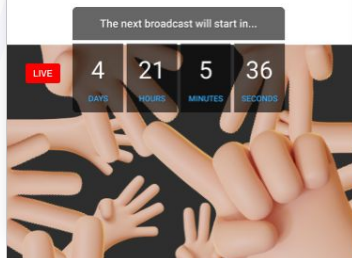 The next broadcast will start in...
LIVE
4 21 5 36
DAYS HOURS MINUTES SECONDS